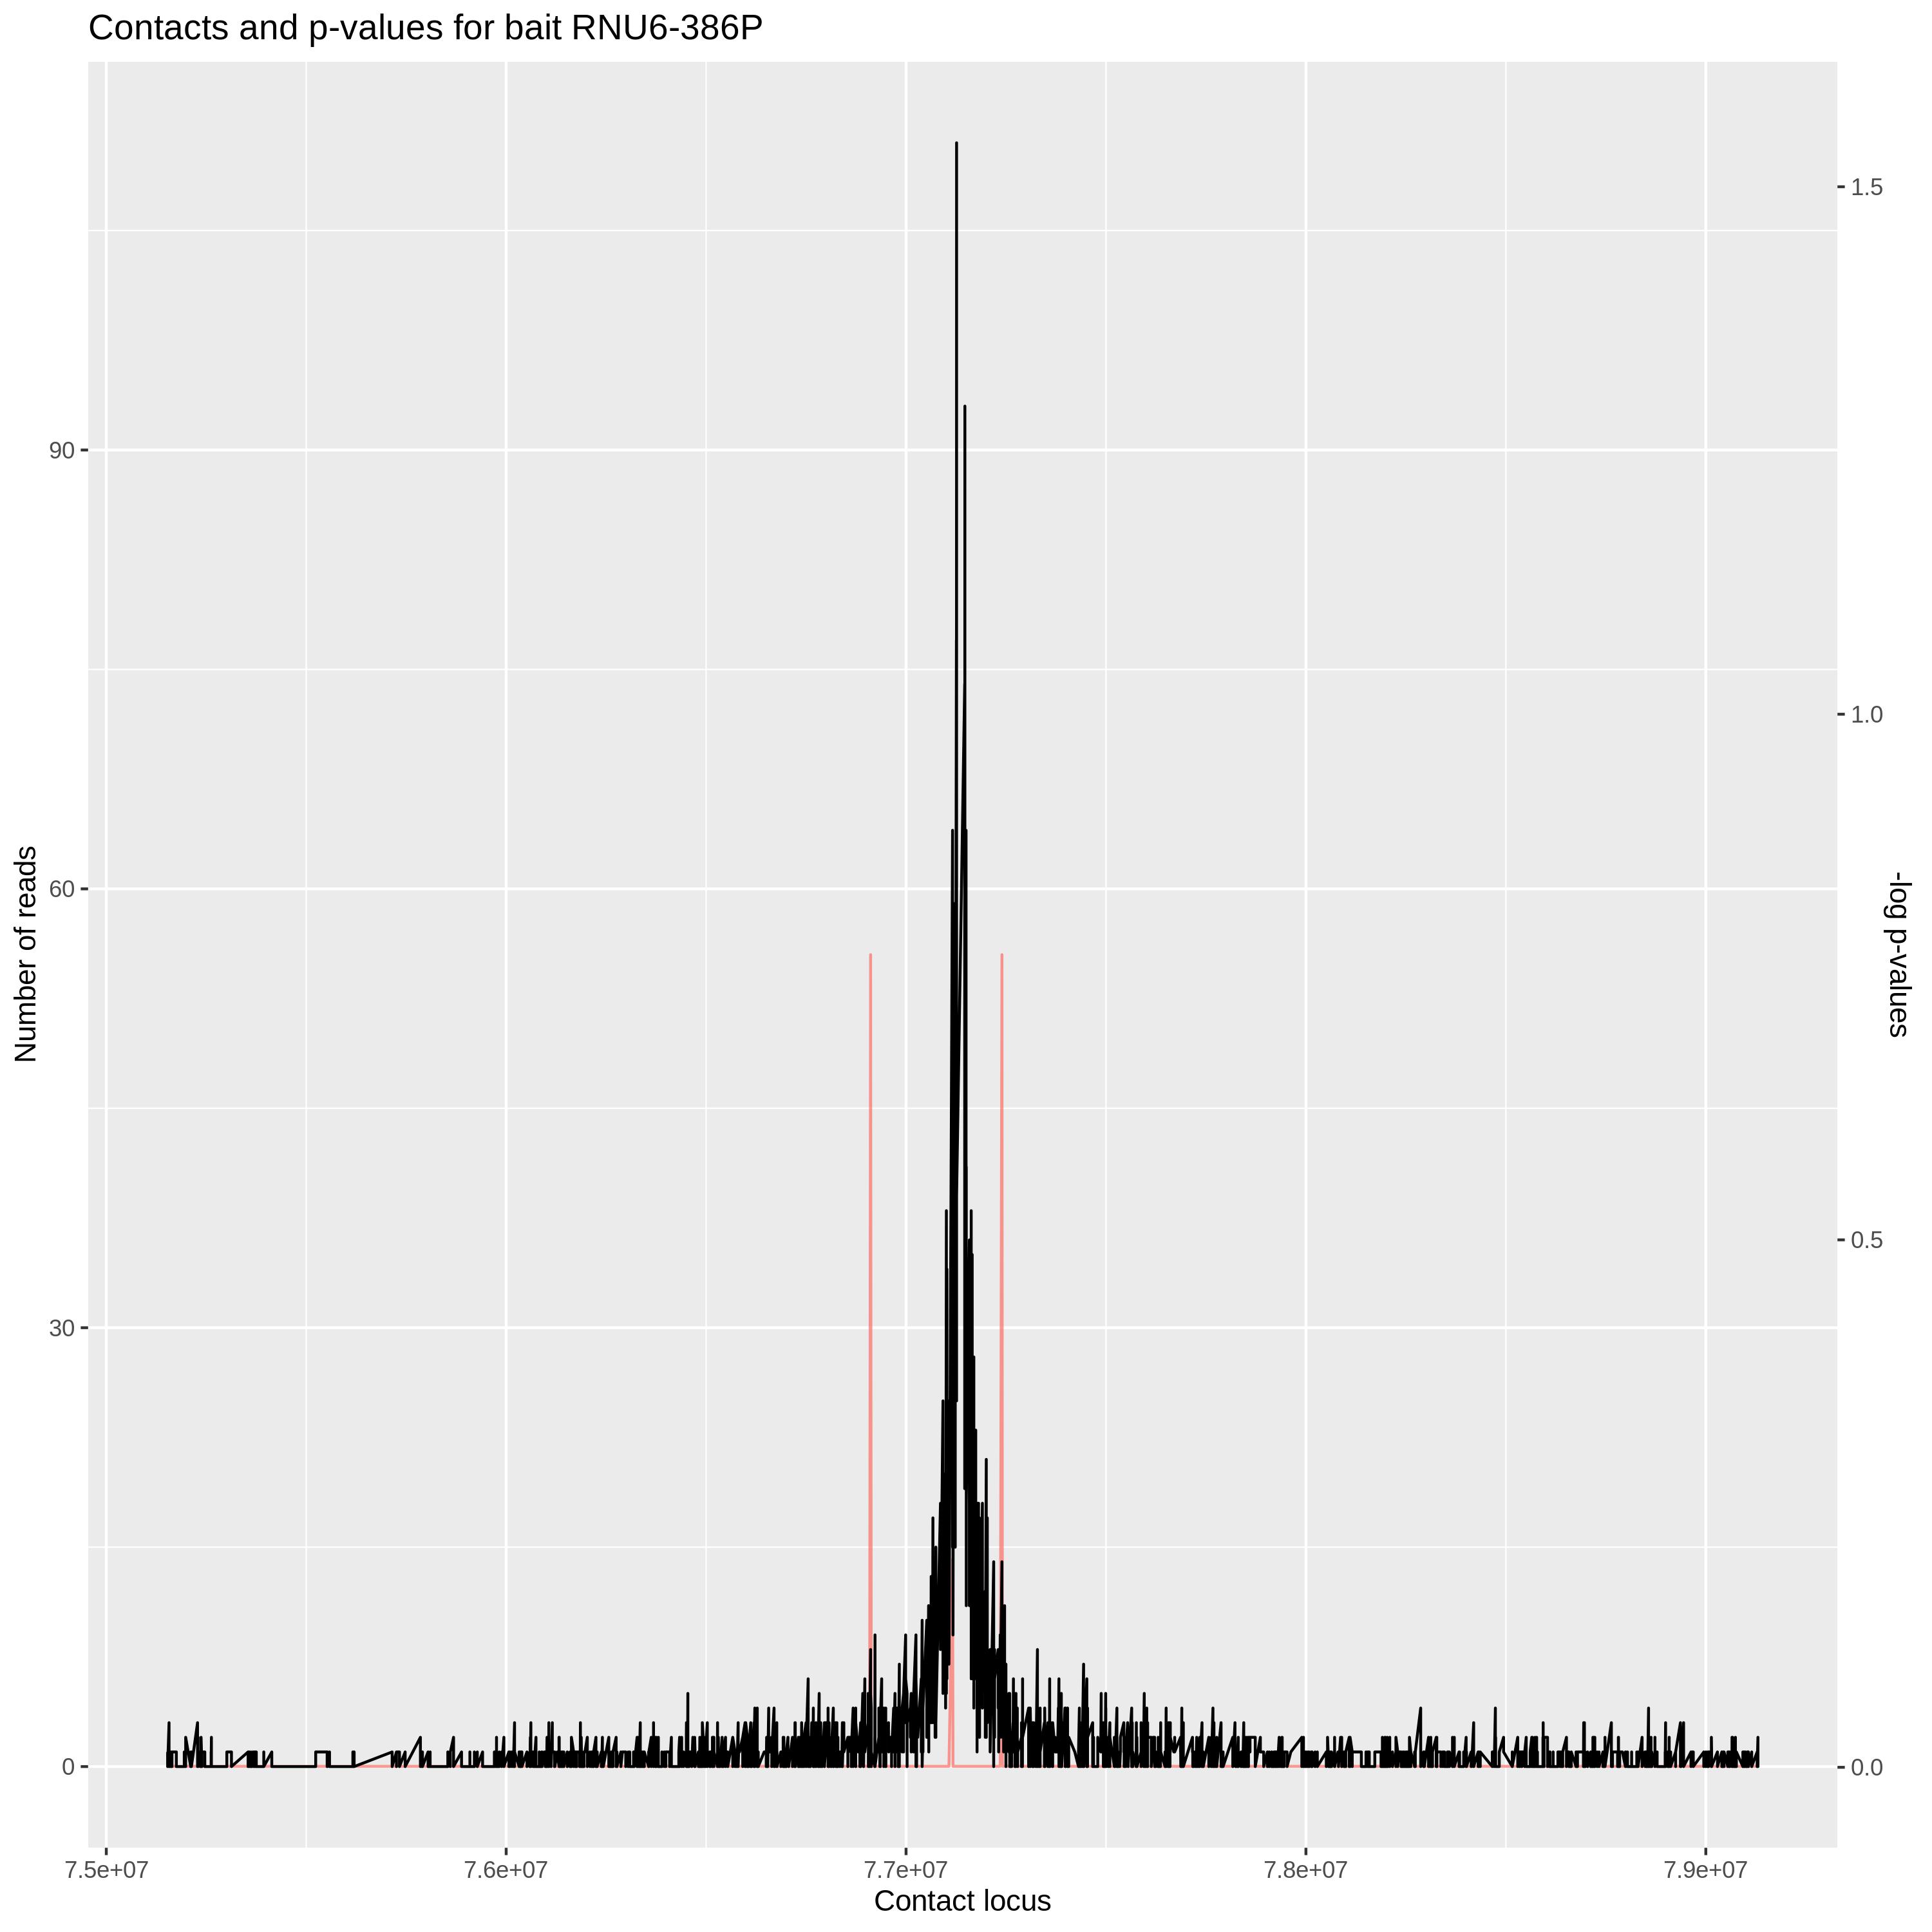 Contacts and p-values for bait RNU6-386P
1.5
90
1.0
Number of reads
-log p-values
60
0.5
30
0
0.0
7.5e+07
7.6e+07
7.7e+07
7.8e+07
7.9e+07
Contact locus